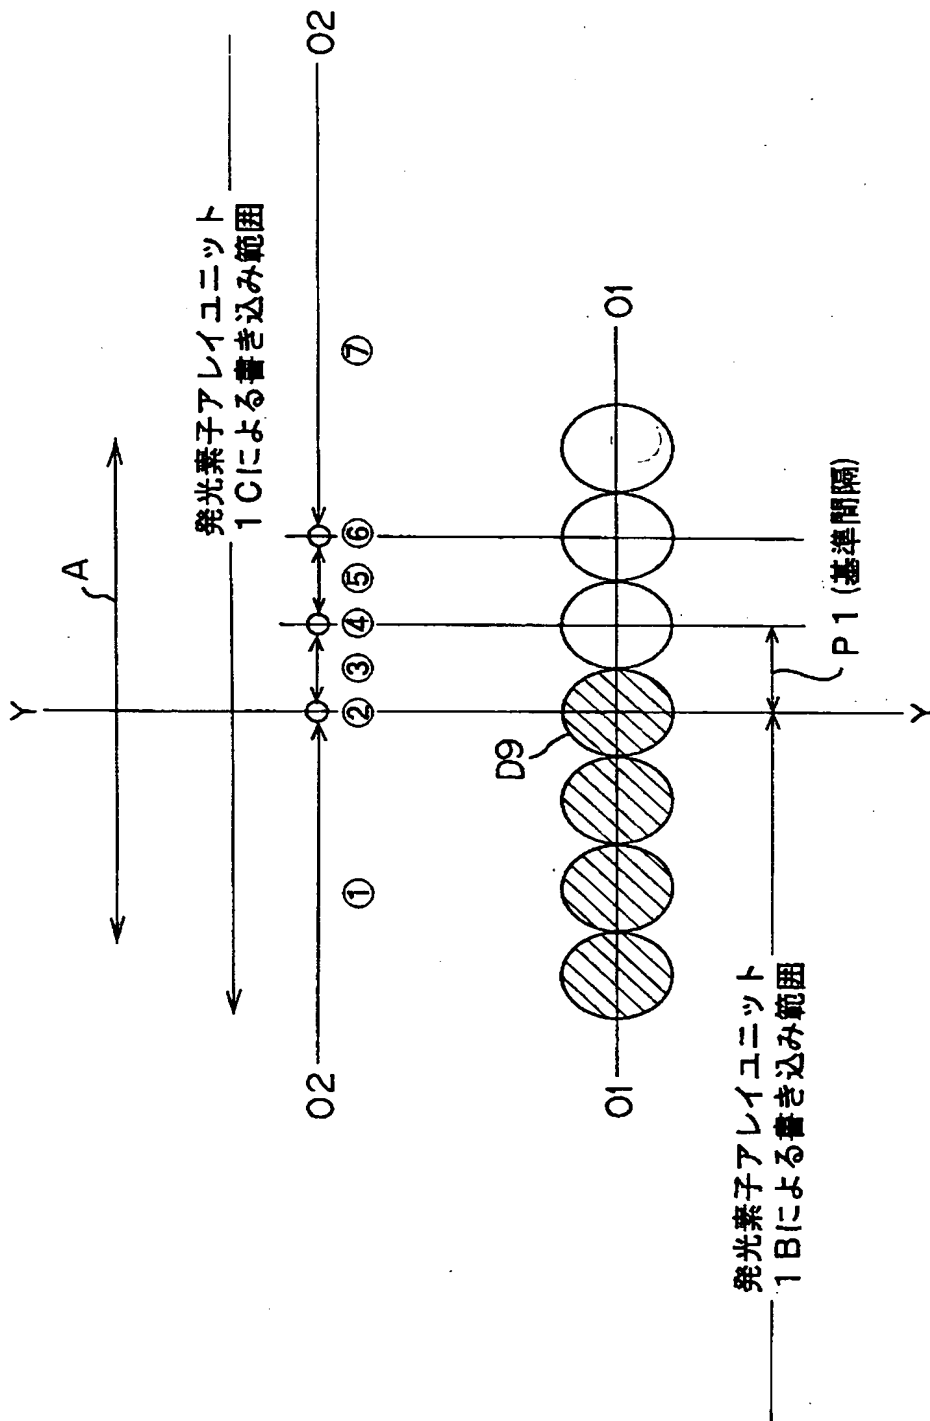 A
発光素子アレイユニット
1Cによる書き込み範囲
Y
O2
O2
①
②
③
④
⑤
⑥
⑦
D9
O1
O1
P1 (基準間隔)
発光素子アレイユニット
1Bによる書き込み範囲
Y